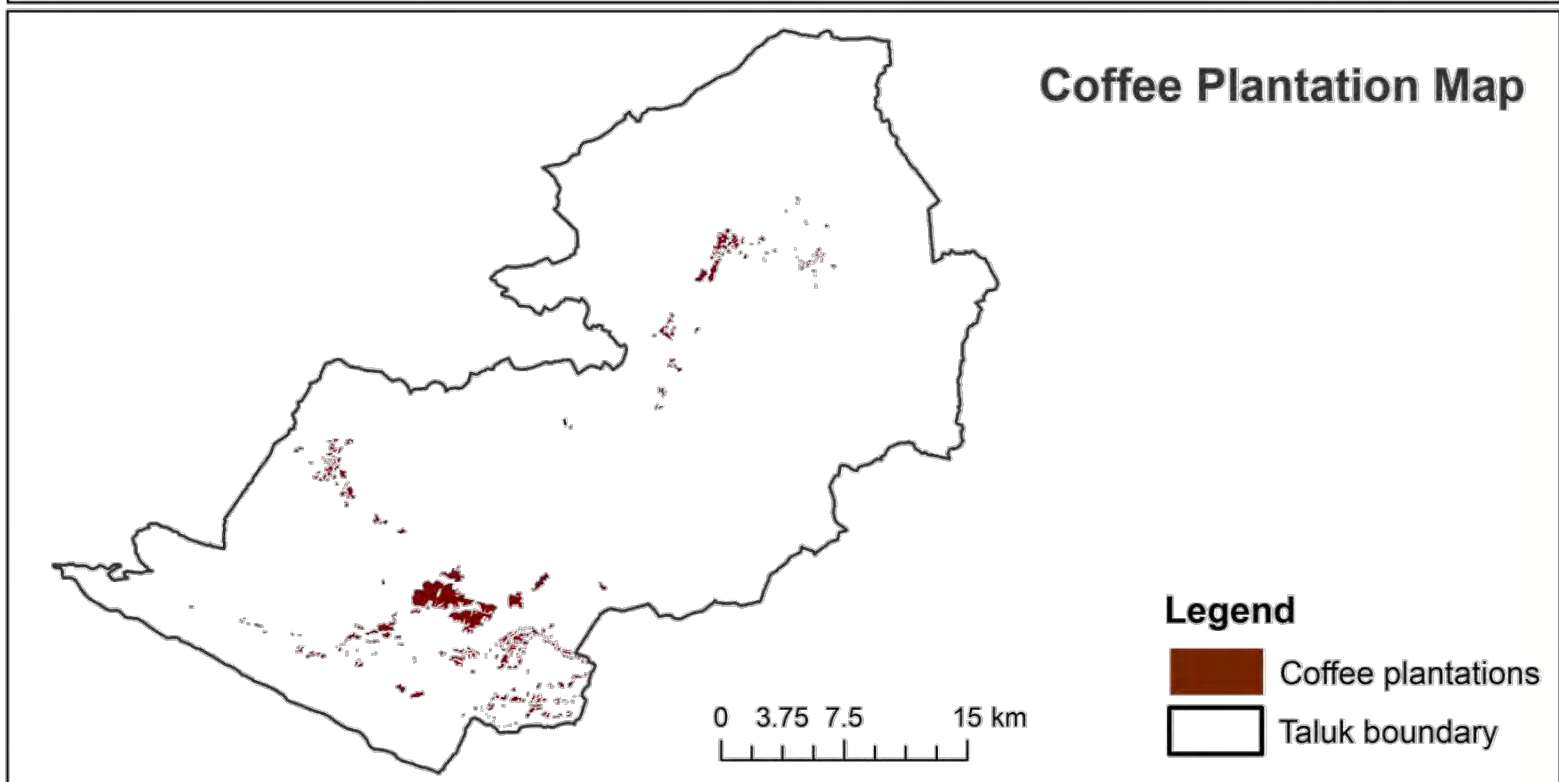 Coffee Plantation Map
Legend
Coffee plantations
Taluk boundary
0 3.75 7.5 15 km